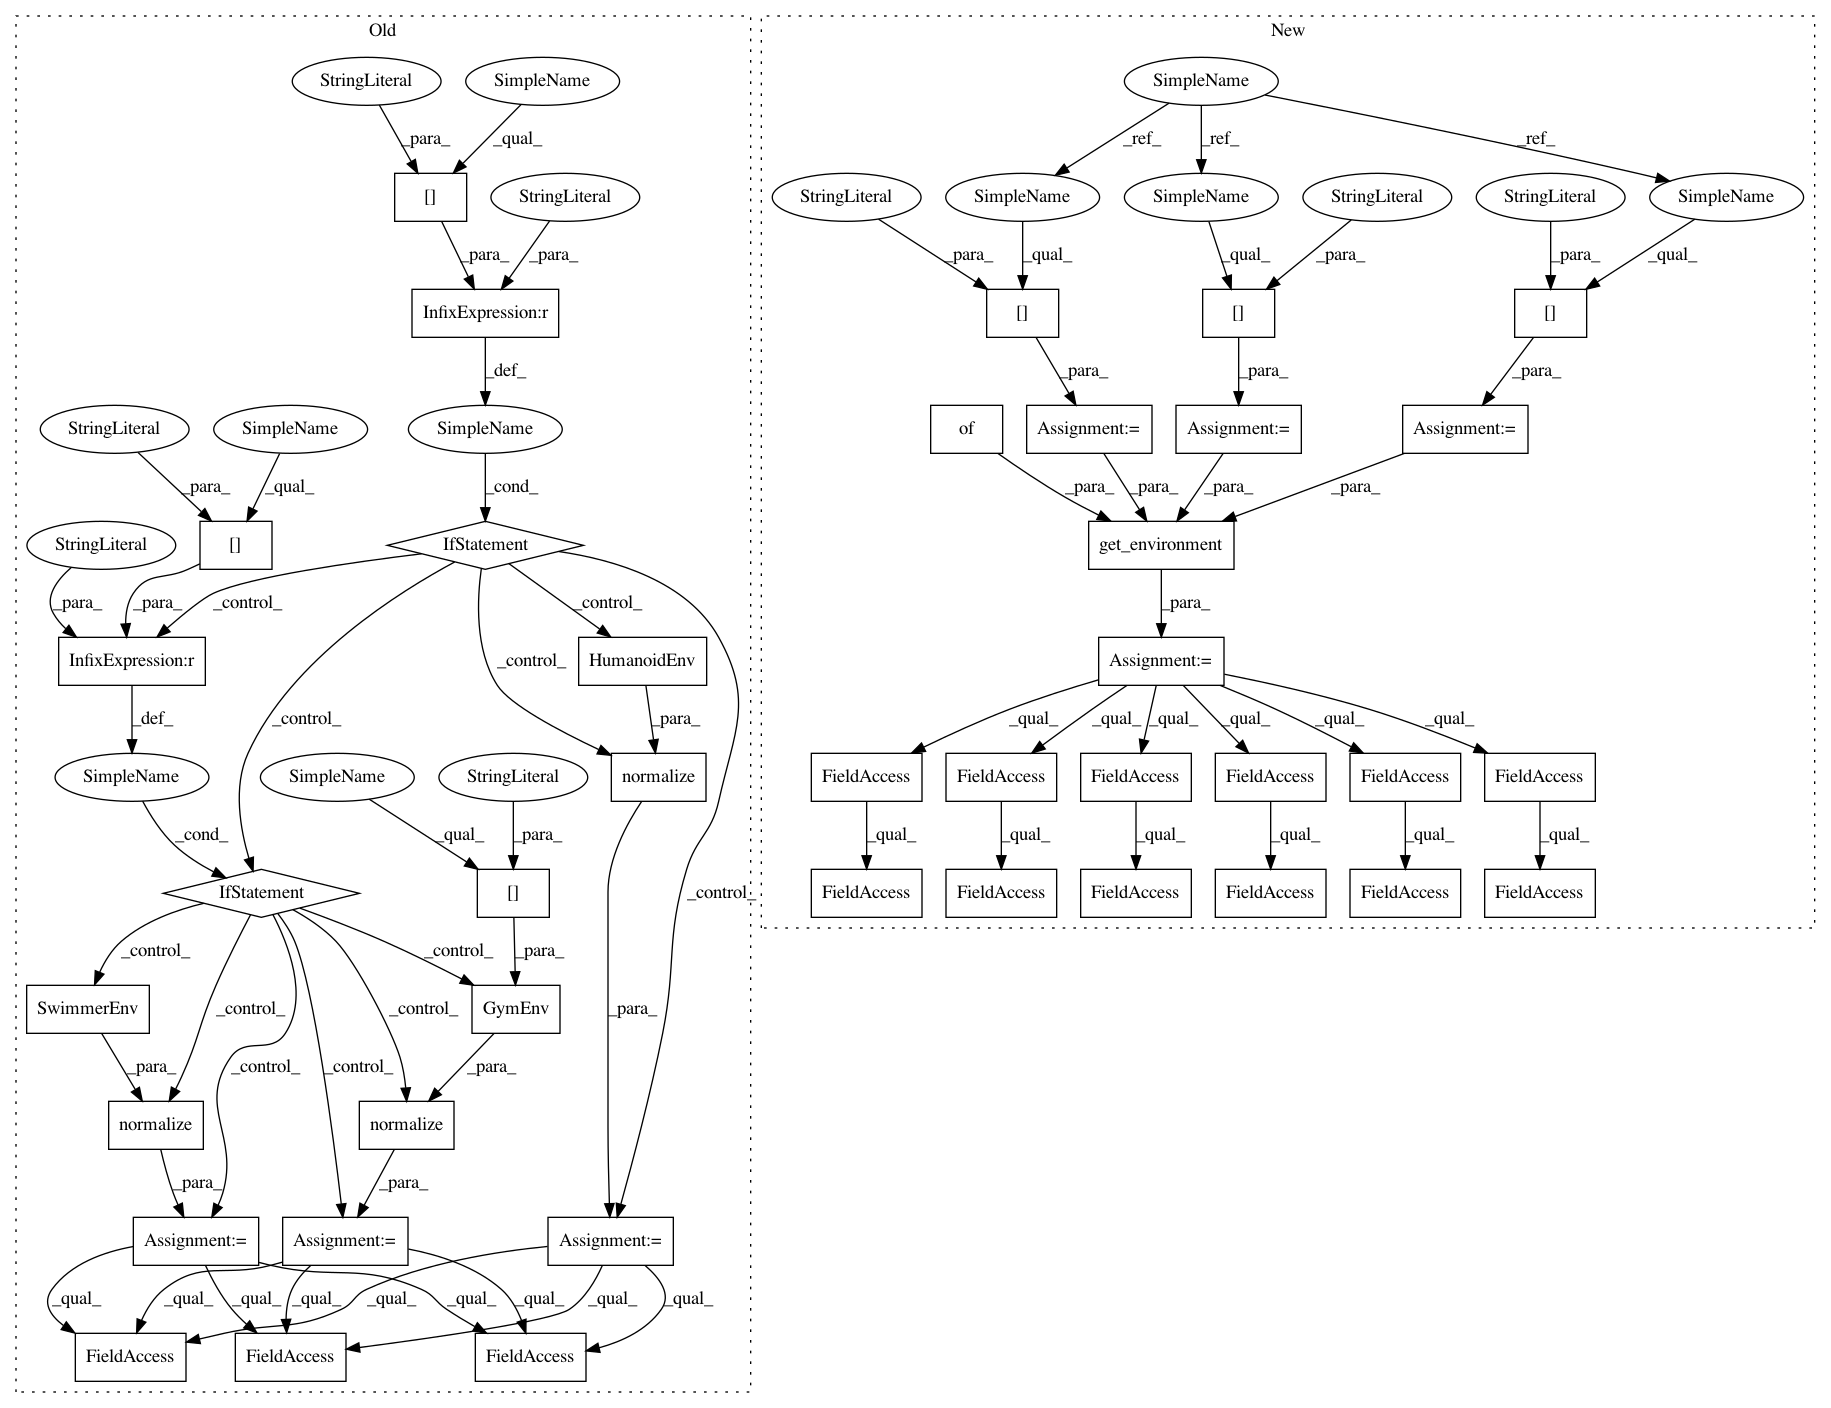 Old
StringLiteral
SimpleName
_para_
_qual_
[]
StringLiteral
_para_
_para_
InfixExpression:r
_def_
StringLiteral
SimpleName
SimpleName
_para_
_qual_
_cond_
StringLiteral
[]
IfStatement
_para_
_para_
_control_
_control_
InfixExpression:r
_control_
HumanoidEnv
_def_
_control_
_para_
SimpleName
SimpleName
StringLiteral
normalize
_cond_
_qual_
_para_
IfStatement
[]
_control_
_control_
_control_
_control_
_control_
_para_
SwimmerEnv
GymEnv
_para_
_para_
_control_
_control_
_para_
normalize
normalize
_para_
_para_
Assignment:=
Assignment:=
Assignment:=
_qual_
_qual_
_qual_
_qual_
_qual_
_qual_
_qual_
_qual_
_qual_
FieldAccess
FieldAccess
FieldAccess
New
SimpleName
_ref_
_ref_
_ref_
StringLiteral
SimpleName
SimpleName
StringLiteral
StringLiteral
SimpleName
_para_
_qual_
_qual_
_para_
_para_
_qual_
[]
[]
[]
_para_
_para_
_para_
of
Assignment:=
Assignment:=
Assignment:=
_para_
_para_
_para_
_para_
get_environment
_para_
Assignment:=
_qual_
_qual_
_qual_
_qual_
_qual_
_qual_
FieldAccess
FieldAccess
FieldAccess
FieldAccess
FieldAccess
FieldAccess
_qual_
_qual_
_qual_
_qual_
_qual_
_qual_
FieldAccess
FieldAccess
FieldAccess
FieldAccess
FieldAccess
FieldAccess